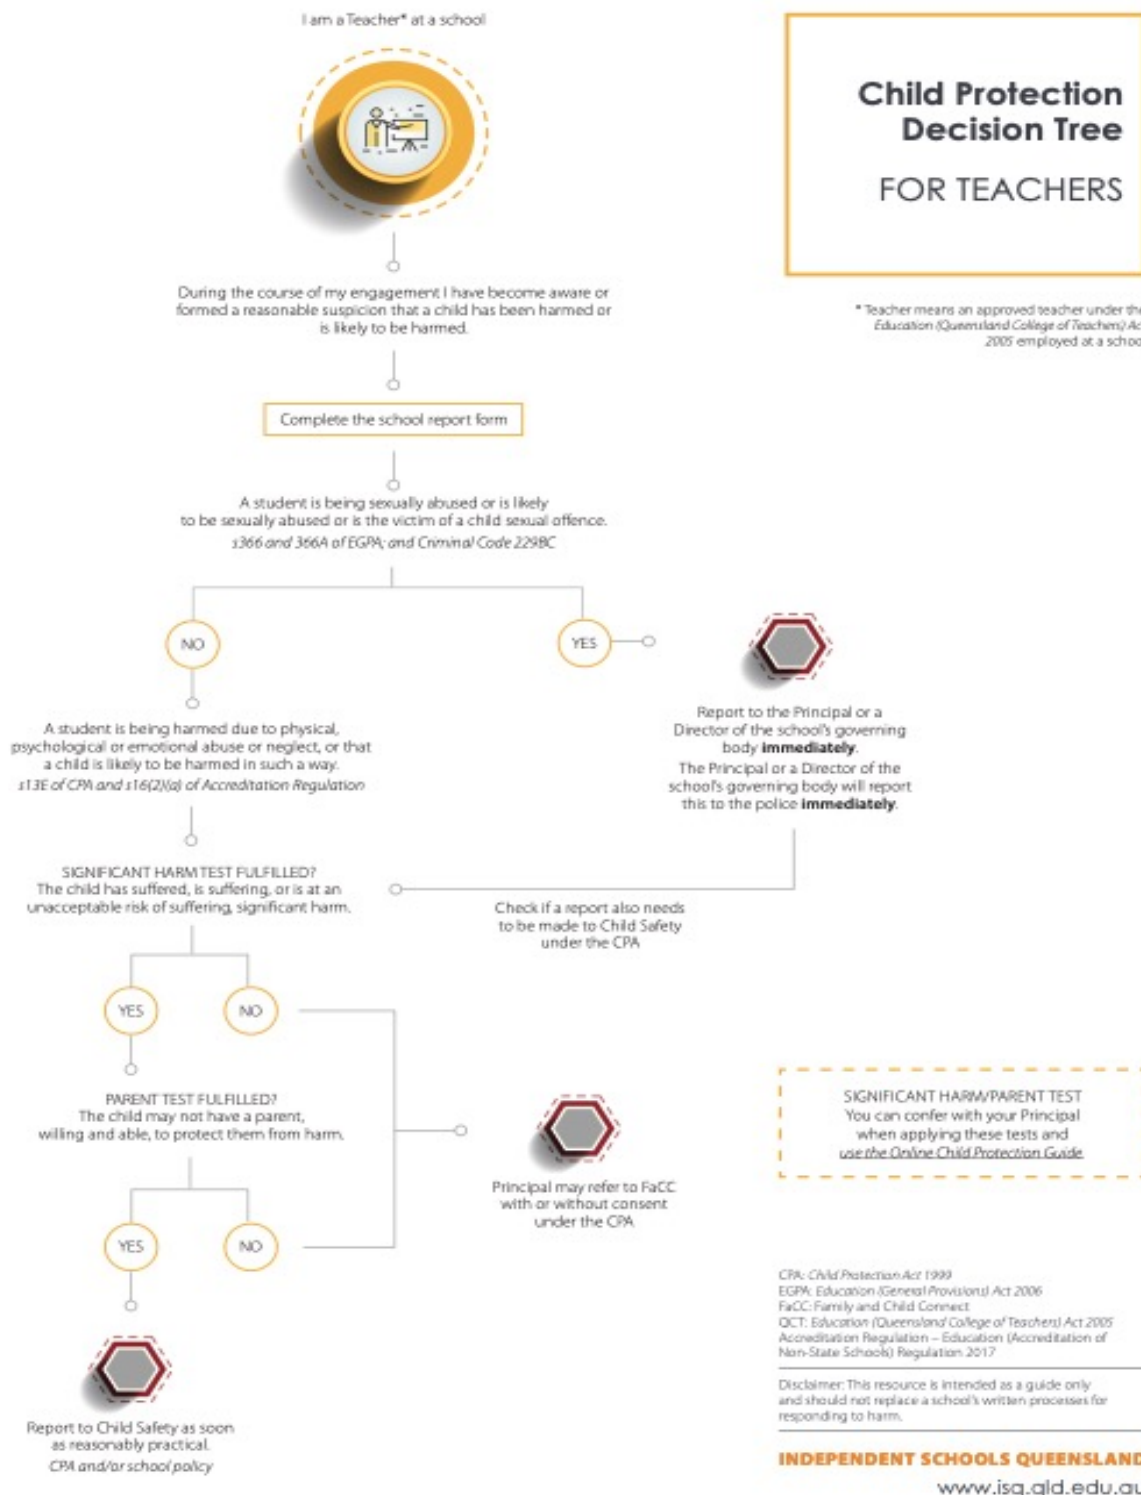 I am a Teacher* at a school
Child Protection
Decision Tree
FOR TEACHERS
During the course of my engagement I have become aware or
formed a reasonable suspicion that a child has been harmed or
is likely to be harmed.
* Teacher means an approved teacher under the
Education (Queensland College of Teachers) Ac
2005 employed at a schoo
Complete the school report form
A student is being sexually abused or is likely
to be sexually abused or is the victim of a child sexual offence.
s366 and 366A of EGPA; and Criminal Code 229BC
NO
YES
A student is being harmed due to physical,
psychological or emotional abuse or neglect, or that
a child is likely to be harmed in such a way.
s13E of CPA and s16(2)(a) of Accreditation Regulation
Report to the Principal or a
Director of the school's governing
body immediately.
The Principal or a Director of the
school's governing body will report
this to the police immediately.
SIGNIFICANT HARM TEST FULFILLED?
The child has suffered, is suffering, or is at an
unacceptable risk of suffering, significant harm.
Check if a report also needs
to be made to Child Safety
under the CPA
YES
NO
PARENT TEST FULFILLED?
The child may not have a parent,
willing and able, to protect them from harm.
Principal may refer to FaCC
with or without consent
under the CPA
SIGNIFICANT HARM/PARENT TEST
You can confer with your Principal
when applying these tests and
use the Online Child Protection Guide
YES
NO
Report to Child Safety as soon
as reasonably practical.
CPA and/or school policy
CPA: Child Protection Act 1999
EGPA: Education (General Provisions) Act 2006
FaCC: Family and Child Connect
QCT: Education (Queensland College of Teachers) Act 2005
Accreditation Regulation – Education (Accreditation of
Non-State Schools) Regulation 2017
Disclaimer: This resource is intended as a guide only
and should not replace a school's written processes for
responding to harm.
INDEPENDENT SCHOOLS QUEENSLAND
www.isq.qld.edu.au